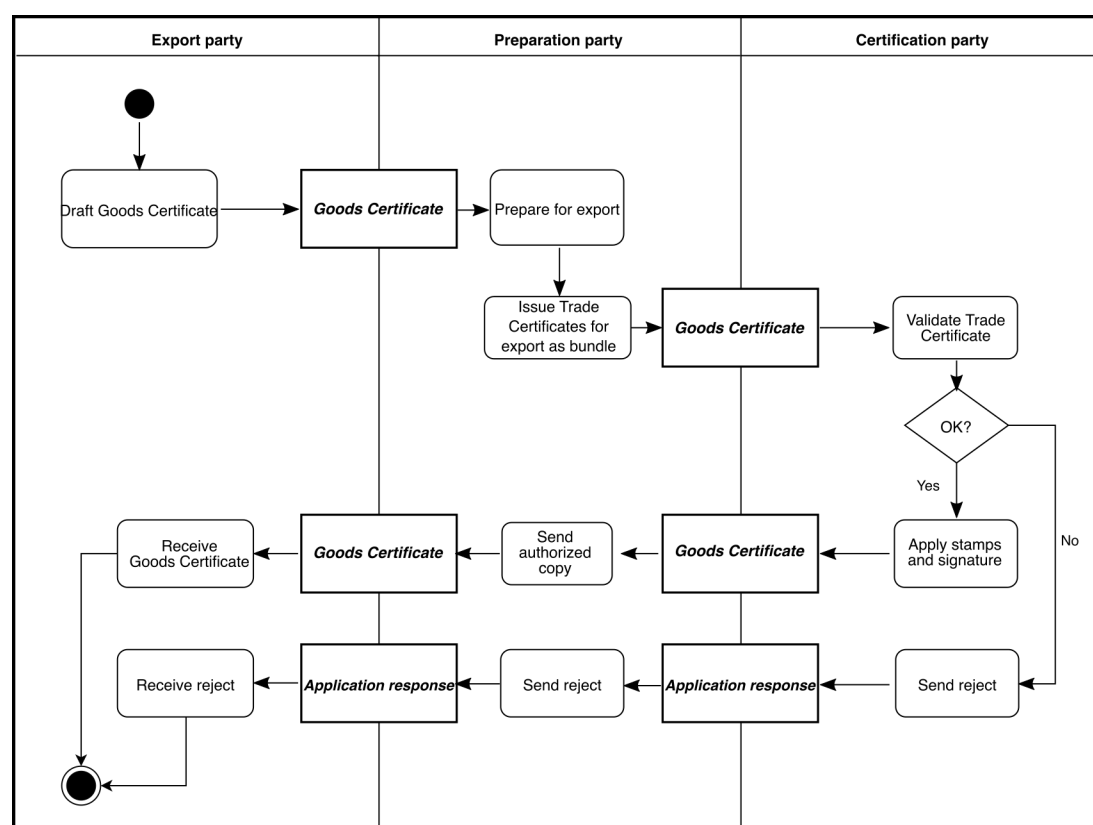 Export party
Preparation party
Certification party
Draft Goods Certificate
Goods Certificate
Prepare for export
Issue Trade
Certificates for
export as bundle
Goods Certificate
Validate Trade
Certificate
OK?
Yes
No
Receive
Goods Certificate
Goods Certificate
Send
authorized
copy
Goods Certificate
Apply stamps
and signature
Receive reject
Application response
Send reject
Application response
Send reject